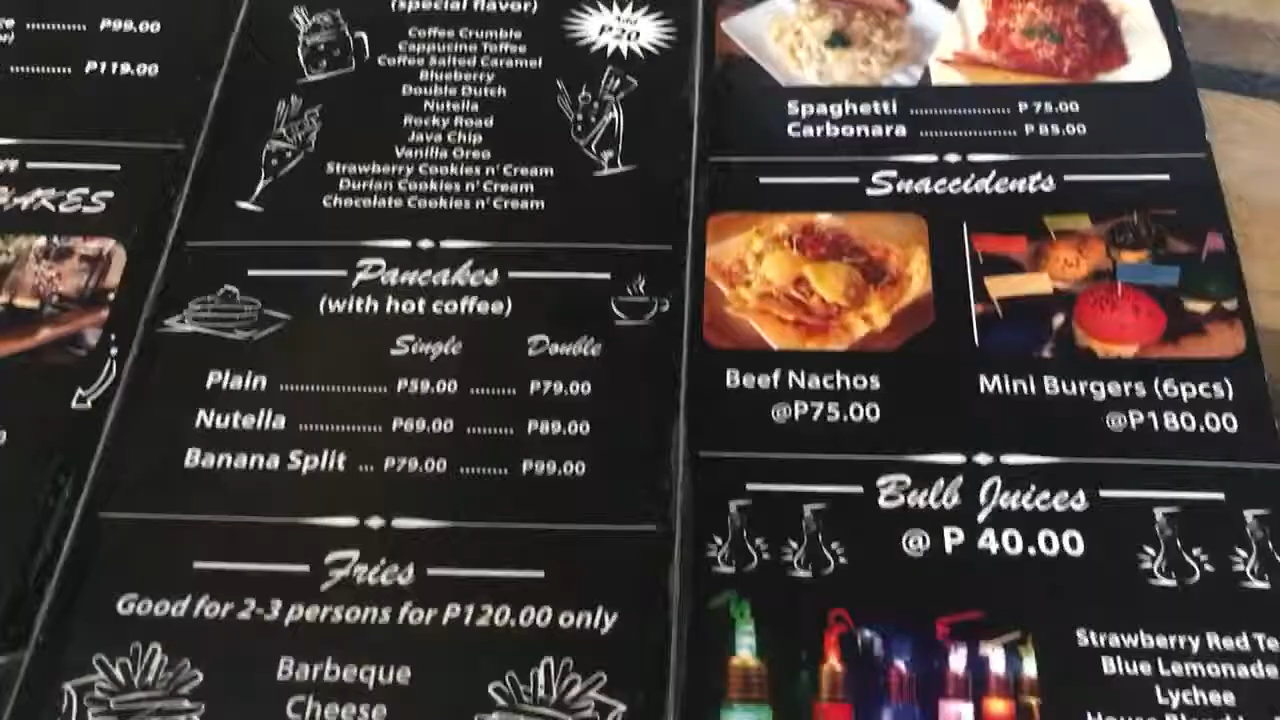 P99.00
P119.00
(special flavor)
P20
Coffee Crumble
Cappucino Toffee
Coffee Salted Caramel
Blueberry
Double Dutch
Nutella
Rocky Road
Java Chip
Vanilla Oreo
Strawberry Cookies n' Cream
Durian Cookies n' Cream
Chocolate Cookies n' Cream
Pancakes
(with hot coffee)
Single Double
Plain .................... P59.00 ........ P79.00
Nutella .................. P69.00 ........ P89.00
Banana Split ... P79.00 ........ P99.00
Fries
Good for 2-3 persons for P120.00 only
Barbeque
Cheese
Spaghetti ...................... P 75.00
Carbonara ..................... P 85.00
Snaccidents
Beef Nachos
@P75.00
Mini Burgers (6pcs)
@P180.00
Bulb Juices
@ P 40.00
Strawberry Red Te
Blue Lemonade
Lychee